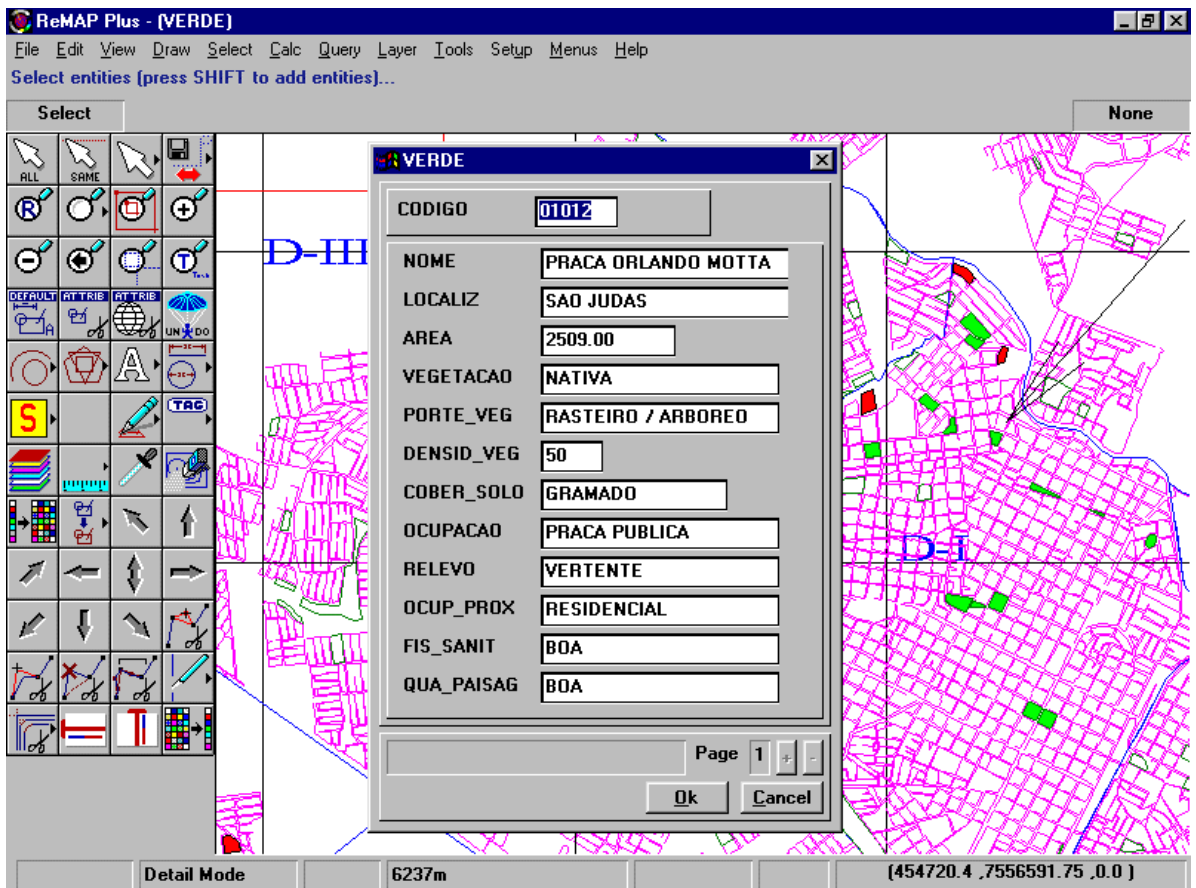 ReMAP Plus - (VERDE)
File Edit View Draw Select Calc Query Layer Tools Setup Menus Help
Select entities (press SHIFT to add entities)...
Select None
ALL SAME
R
T
DEFAULT ATTRIB ATTRIB
A UN DO
A
S TAG
D-III
D-I
VERDE
CODIGO 01012
NOME PRACA ORLANDO MOTTA
LOCALIZ SAO JUDAS
AREA 2509.00
VEGETACAO NATIVA
PORTE_VEG RASTEIRO / ARBOREO
DENSID_VEG 50
COBER_SOLO GRAMADO
OCUPACAO PRACA PUBLICA
RELEVO VERTENTE
OCUP_PROX RESIDENCIAL
FIS_SANIT BOA
QUA_PAISAG BOA
Page 1 + -
Ok Cancel
Detail Mode 6237m (454720.4 ,7556591.75 ,0.0 )